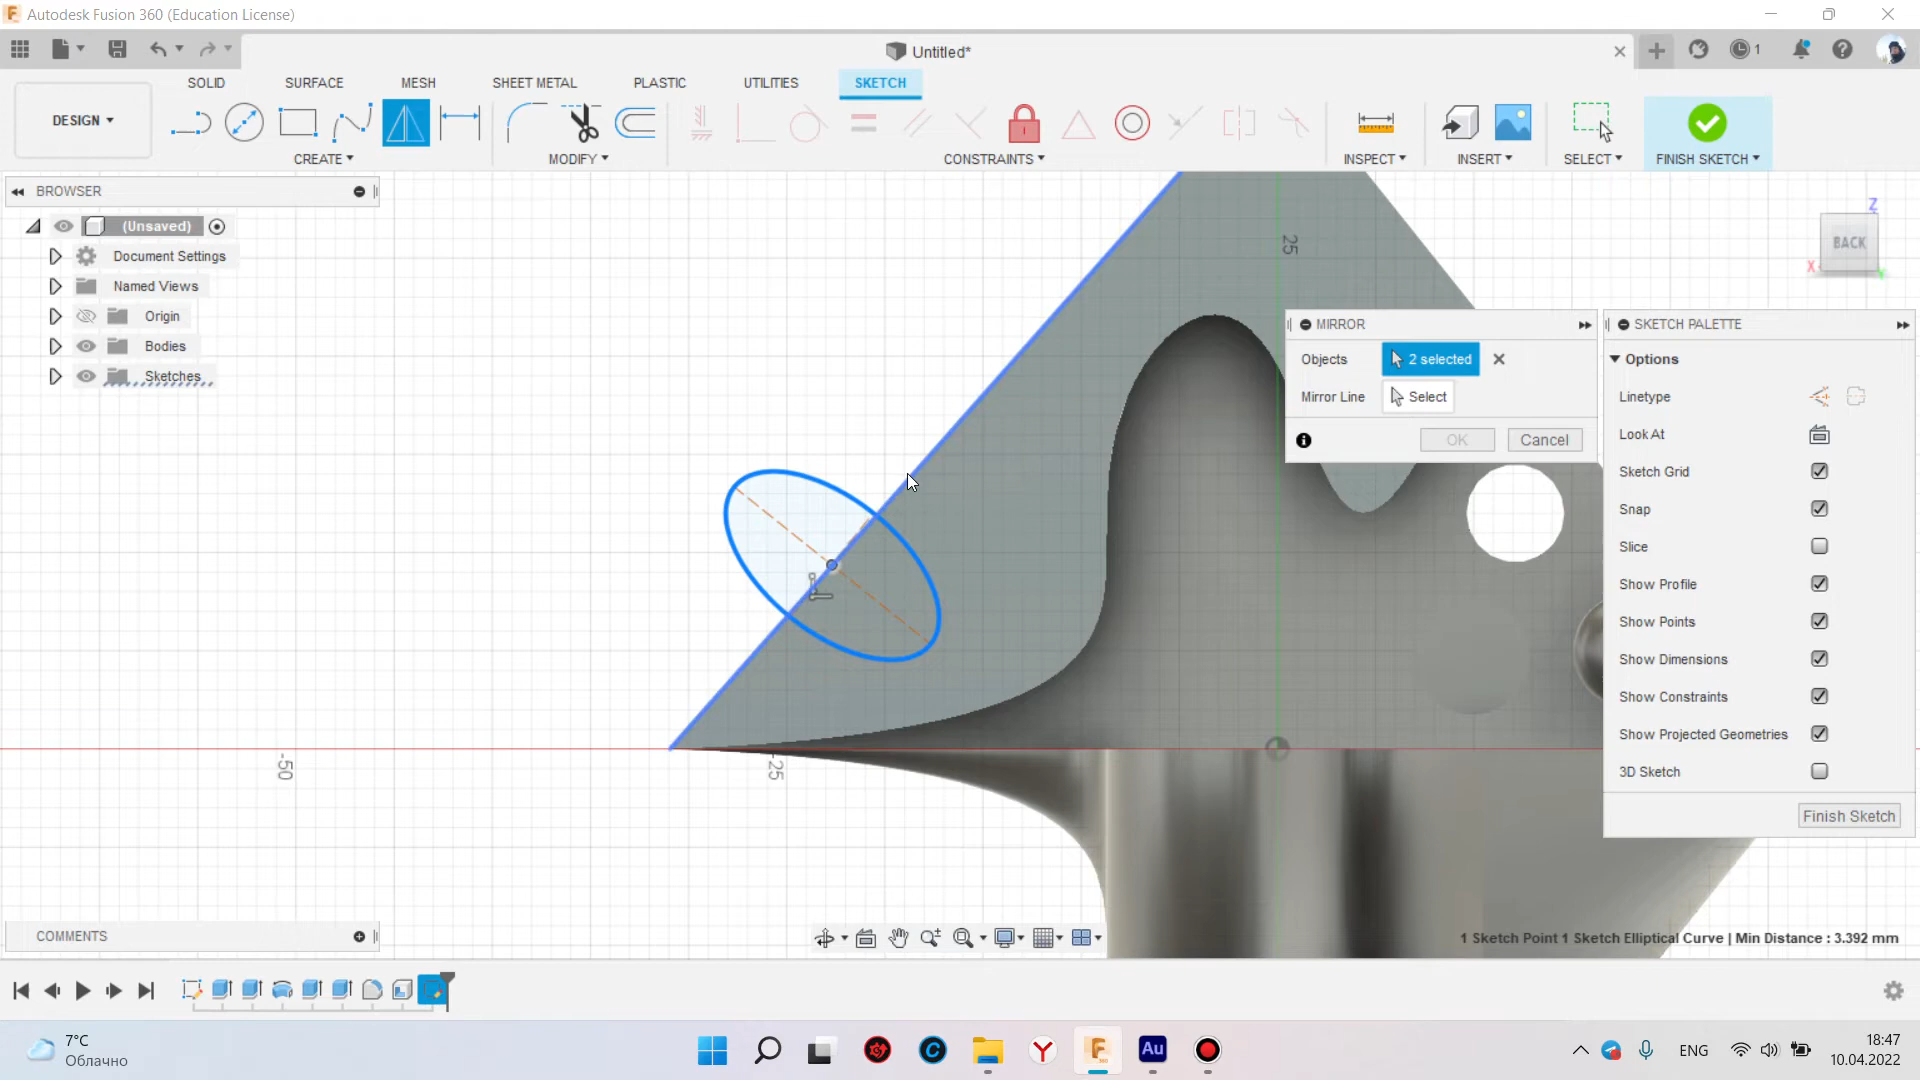 Autodesk Fusion 360 (Education License)
Untitled*
1
DESIGN
SOLID
SURFACE
MESH
SHEET METAL
PLASTIC
UTILITIES
SKETCH
CREATE
MODIFY
CONSTRAINTS
INSPECT
INSERT
SELECT
FINISH SKETCH
BROWSER
(Unsaved)
Document Settings
Named Views
Origin
Bodies
Sketches
25
Z
BACK
X
Y
MIRROR
Objects
2 selected
Mirror Line
Select
OK
Cancel
SKETCH PALETTE
Options
Linetype
Look At
Sketch Grid
Snap
Slice
Show Profile
Show Points
Show Dimensions
Show Constraints
Show Projected Geometries
3D Sketch
Finish Sketch
-50
-25
COMMENTS
1 Sketch Point 1 Sketch Elliptical Curve | Min Distance : 3.392 mm
7°C
Облачно
Au
ENG
18:47
10.04.2022